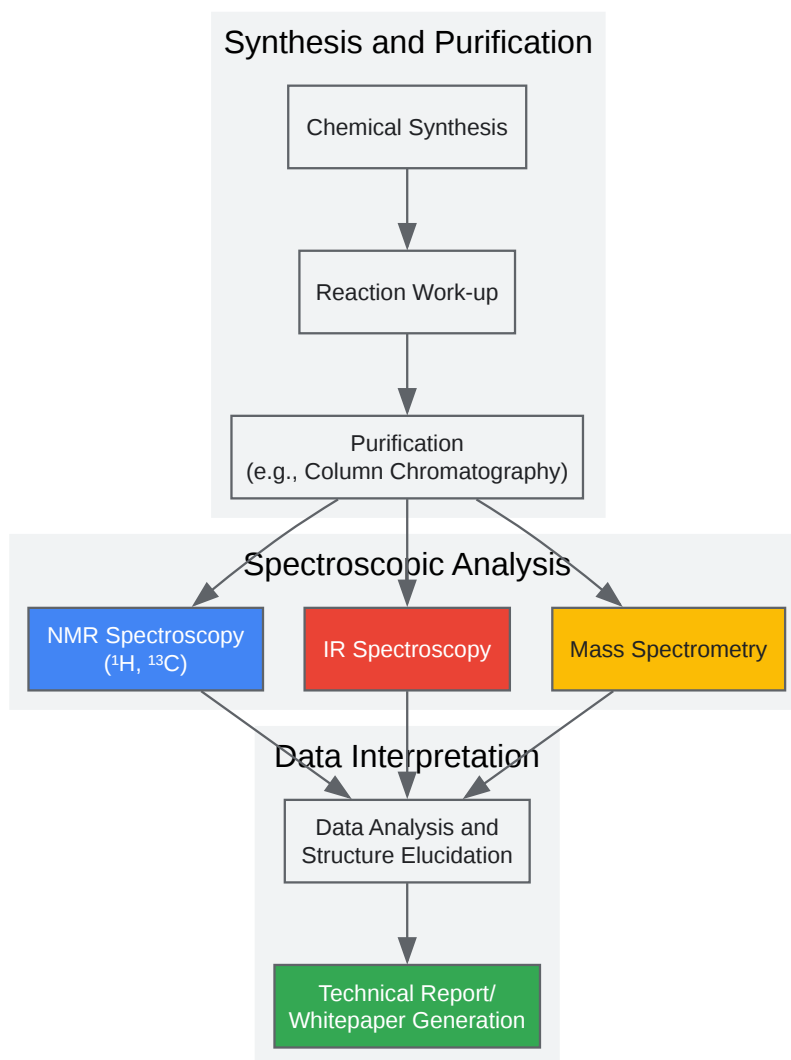 Synthesis and Purification
Chemical Synthesis
Reaction Work-up
Purification
(e.g., Column Chromatography)
Spectroscopic Analysis
NMR Spectroscopy
(¹H, ¹³C)
IR Spectroscopy
Mass Spectrometry
Data Interpretation
Data Analysis and
Structure Elucidation
Technical Report/
Whitepaper Generation